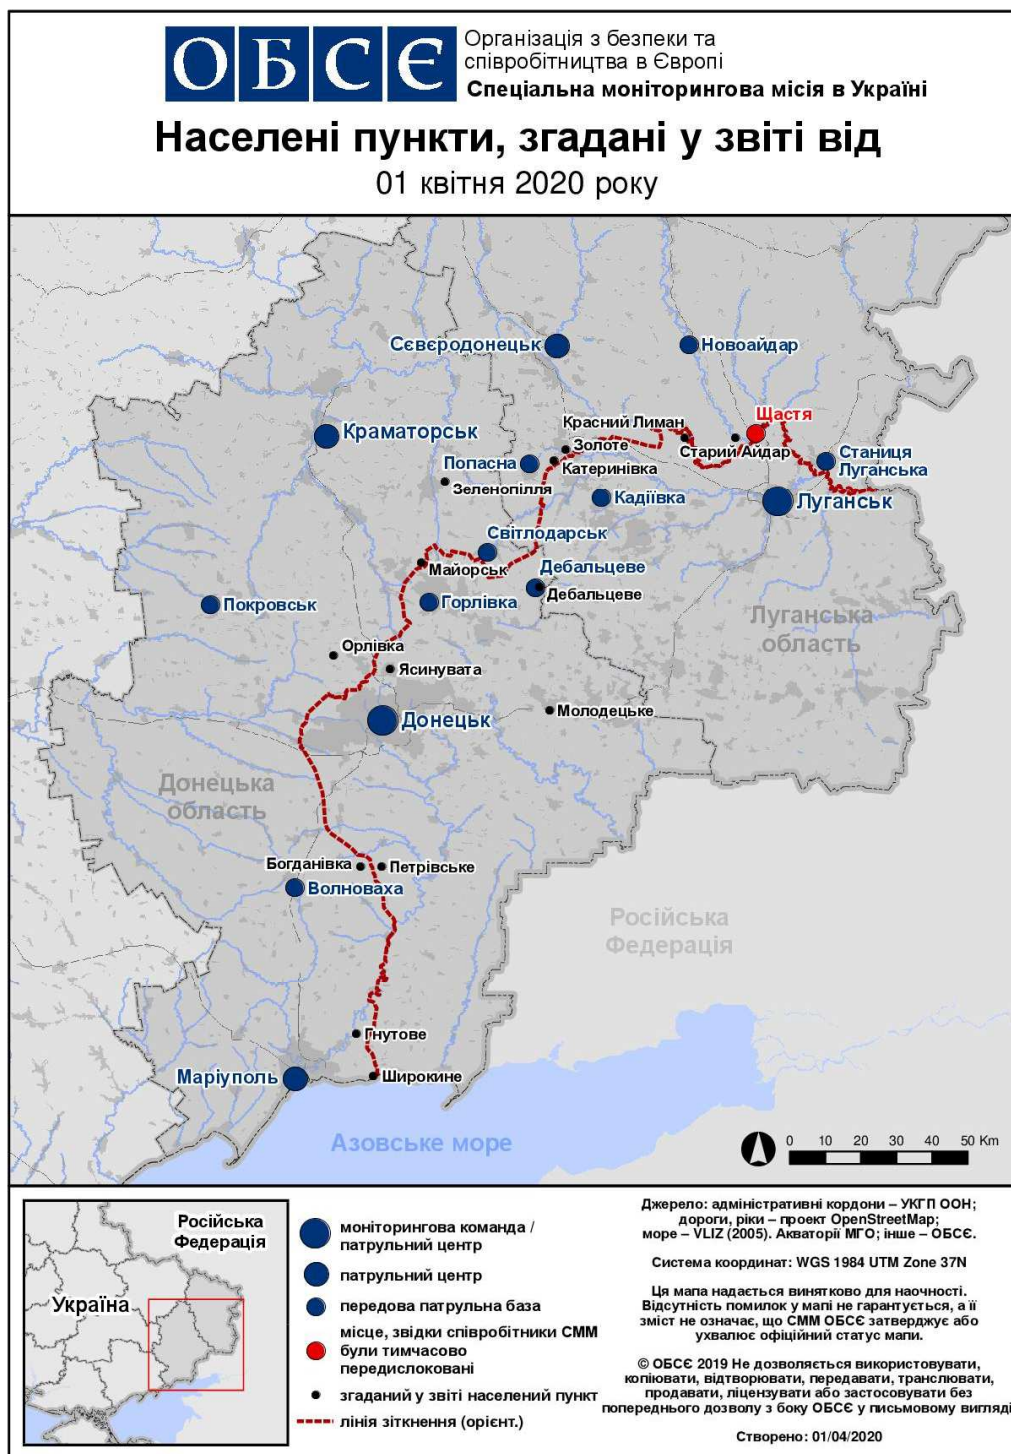 ОБСЄ
Організація з безпеки та
співробітництва в Європі
Спеціальна моніторингова місія в Україні
Населені пункти, згадані у звіті від
01 квітня 2020 року
Сєвєродонецьк
Новоайдар
Щастя
Красний Лиман
Краматорськ
Золоте
Старий Айдар
Станиця
Луганська
Попасна
Катеринівка
Зеленопілля
Кадіївка
Луганськ
Світлодарськ
Майорськ
Дебальцеве
Дебальцеве
Покровськ
Горлівка
Луганська
область
Орлівка
Ясинувата
Донецьк
Молодецьке
Донецька
область
Богданівка
Петрівське
Волноваха
Російська
Федерація
Гнутове
Маріуполь
Широкине
Азовське море
0 10 20 30 40 50 Km
Російська
Федерація
Україна
моніторингова команда /
патрульний центр
патрульний центр
передова патрульна база
місце, звідки співробітники СММ
були тимчасово
передислоковані
згаданий у звіті населений пункт
лінія зіткнення (орієнт.)
Джерело: адміністративні кордони – УКГП ООН;
дороги, ріки – проект OpenStreetMap;
море – VLIZ (2005). Акваторії МГО; інше – ОБСЄ.
Система координат: WGS 1984 UTM Zone 37N
Ця мапа надається винятково для наочності.
Відсутність помилок у мапі не гарантується, а її
зміст не означає, що СММ ОБСЄ затверджує або
ухвалює офіційний статус мапи.
© ОБСЄ 2019 Не дозволяється використовувати,
копіювати, відтворювати, передавати, транслювати,
продавати, ліцензувати або застосовувати без
попереднього дозволу з боку ОБСЄ у письмовому вигляді
Створено: 01/04/2020